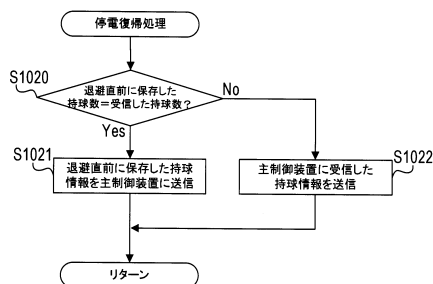 停電復帰処理
S1020
退避直前に保存した
持球数=受信した持球数?
No
Yes
S1021
退避直前に保存した持球
情報を主制御装置に送信
主制御装置に受信した
持球情報を送信
S1022
リターン